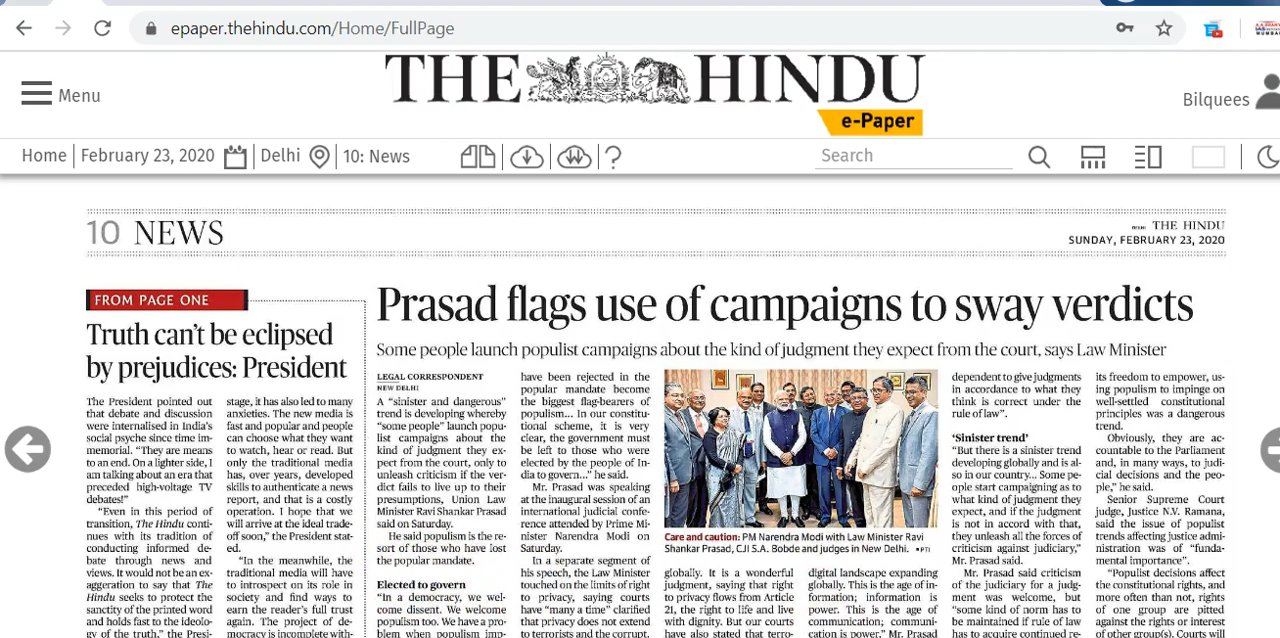 epaper.thehindu.com/Home/FullPage
THE HINDU
e-Paper
Menu
Bilquees
Home
February 23, 2020
Delhi
10: News
?
Search
10 NEWS
THE HINDU
SUNDAY, FEBRUARY 23, 2020
FROM PAGE ONE
Truth can't be eclipsed
by prejudices: President
The President pointed out
that debate and discussion
were internalised in India's
social psyche since time im-
memorial. "They are means
to an end. On a lighter side, I
am talking about an era that
preceded high-voltage TV
debates!"
"Even in this period of
transition, The Hindu conti-
nues with its tradition of
conducting informed de-
bate through news and
views. It would not be an ex-
aggeration to say that The
Hindu seeks to protect the
sanctity of the printed word
and holds fast to the ideolo-
gy of the truth," the Presi-
stage, it has also led to many
anxieties. The new media is
fast and popular and people
can choose what they want
to watch, hear or read. But
only the traditional media
has, over years, developed
skills to authenticate a news
report, and that is a costly
operation. I hope that we
will arrive at the ideal trade-
off soon," the President stat-
ed.
"In the meanwhile, the
traditional media will have
to introspect on its role in
society and find ways to
earn the reader's full trust
again. The project of de-
mocracy is incomplete with-
Prasad flags use of campaigns to sway verdicts
Some people launch populist campaigns about the kind of judgment they expect from the court, says Law Minister
LEGAL CORRESPONDENT
NEW DELHI
A "sinister and dangerous"
trend is developing whereby
"some people" launch popu-
list campaigns about the
kind of judgment they ex-
pect from the court, only to
unleash criticism if the ver-
dict fails to live up to their
presumptions, Union Law
Minister Ravi Shankar Prasad
said on Saturday.
He said populism is the re-
sort of those who have lost
the popular mandate.
Elected to govern
"In a democracy, we wel-
come dissent. We welcome
populism too. We have a pro-
blem when populism imp-
have been rejected in the
popular mandate become
the biggest flag-bearers of
populism... In our constitu-
tional scheme, it is very
clear, the government must
be left to those who were
elected by the people of In-
dia to govern...” he said.
Mr. Prasad was speaking
at the inaugural session of an
international judicial confe-
rence attended by Prime Mi-
nister Narendra Modi on
Saturday.
In a separate segment of
his speech, the Law Minister
touched on the limits of right
to privacy, saying courts
have "many a time" clarified
that privacy does not extend
to terrorists and the corrupt.
Care and caution: PM Narendra Modi with Law Minister Ravi
Shankar Prasad, CJI S.A. Bobde and judges in New Delhi. ▪PTI
globally. It is a wonderful
judgment, saying that right
to privacy flows from Article
21, the right to life and live
with dignity. But our courts
have also stated that terro-
digital landscape expanding
globally. This is the age of in-
formation; information is
power. This is the age of
communication; communi-
cation is power," Mr. Prasad
dependent to give judgments
in accordance to what they
think is correct under the
rule of law".
'Sinister trend'
"But there is a sinister trend
developing globally and is al-
so in our country... Some peo-
ple start campaigning as to
what kind of judgment they
expect, and if the judgment
is not in accord with that,
they unleash all the forces of
criticism against judiciary,"
Mr. Prasad said.
Mr. Prasad said criticism
of the judiciary for a judg-
ment was welcome, but
"some kind of norm has to
be maintained if rule of law
has to acquire continued re-
its freedom to empower, us-
ing populism to impinge on
well-settled constitutional
principles was a dangerous
trend.
Obviously, they are ac-
countable to the Parliament
and, in many ways, to judi-
cial decisions and the peo-
ple," he said.
Senior Supreme Court
judge, Justice N.V. Ramana,
said the issue of populist
trends affecting justice admi-
nistration was of "funda-
mental importance".
"Populist decisions affect
the constitutional rights, and
more often than not, rights
of one group are pitted
against the rights or interest
of other group(s). The